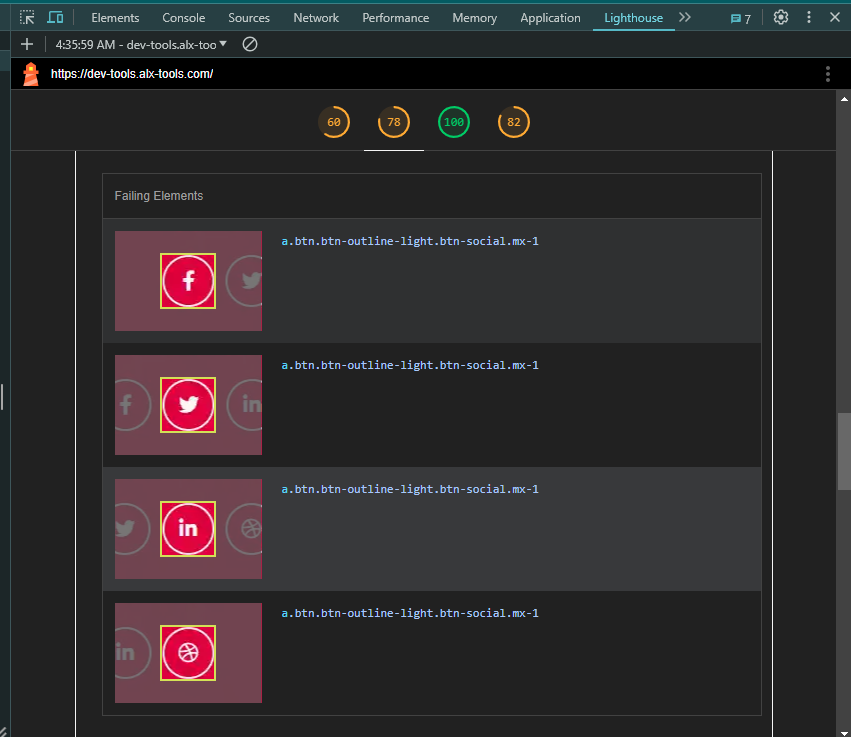 Elements Console Sources Network Performance Memory Application Lighthouse 7
4:35:59 AM - dev-tools.alx-too
https://dev-tools.alx-tools.com/
60 78 100 82
Failing Elements
a.btn.btn-outline-light.btn-social.mx-1
a.btn.btn-outline-light.btn-social.mx-1
in
a.btn.btn-outline-light.btn-social.mx-1
in
a.btn.btn-outline-light.btn-social.mx-1
in